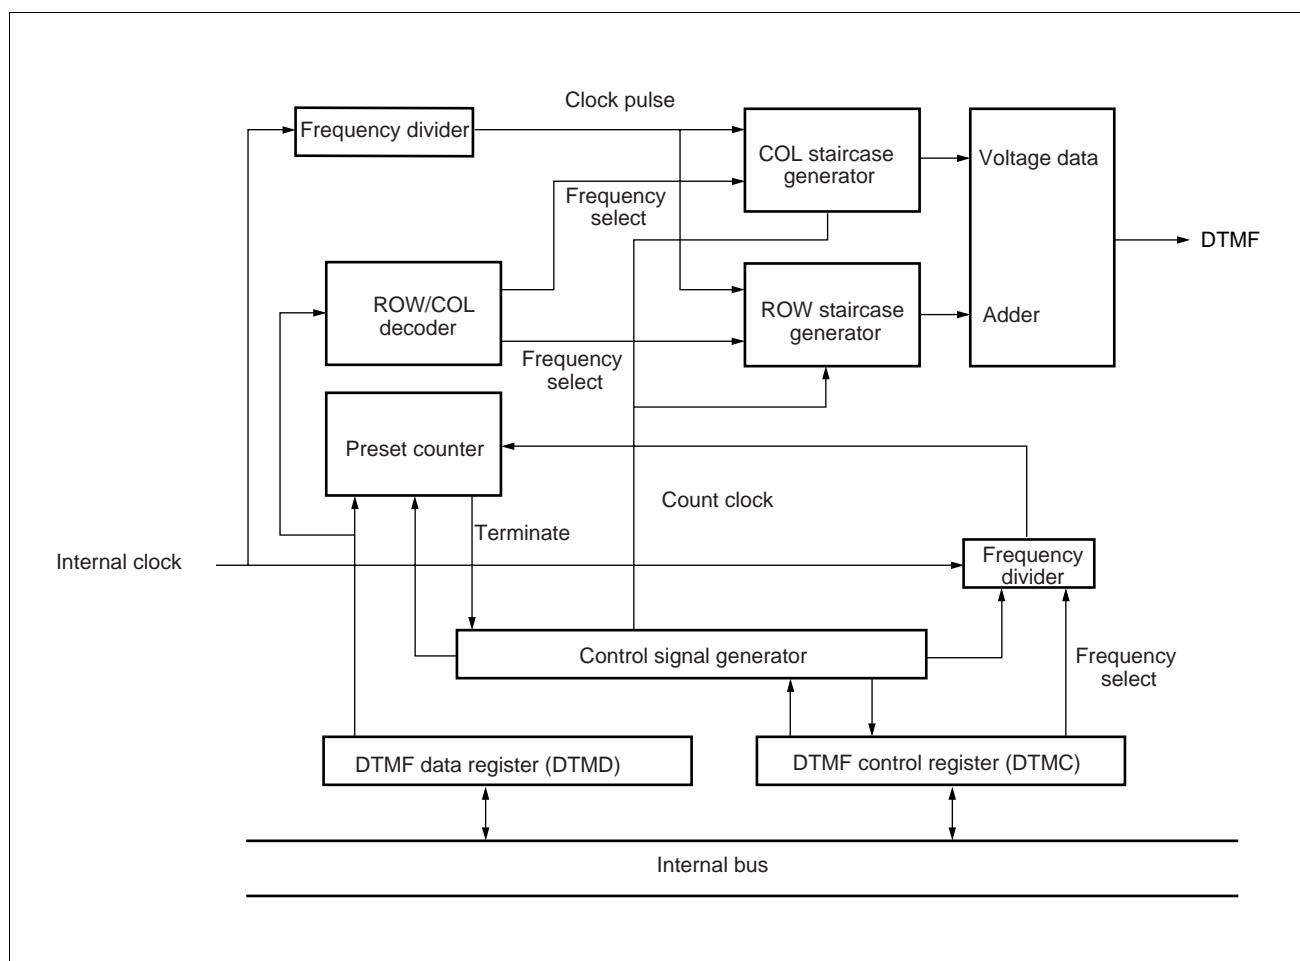 Clock pulse
Frequency divider
COL staircase
generator
Voltage data
Frequency
select
DTMF
ROW/COL
decoder
ROW staircase
generator
Adder
Frequency
select
Preset counter
Count clock
Terminate
Internal clock
Frequency
divider
Control signal generator
Frequency
select
DTMF data register (DTMD)
DTMF control register (DTMC)
Internal bus